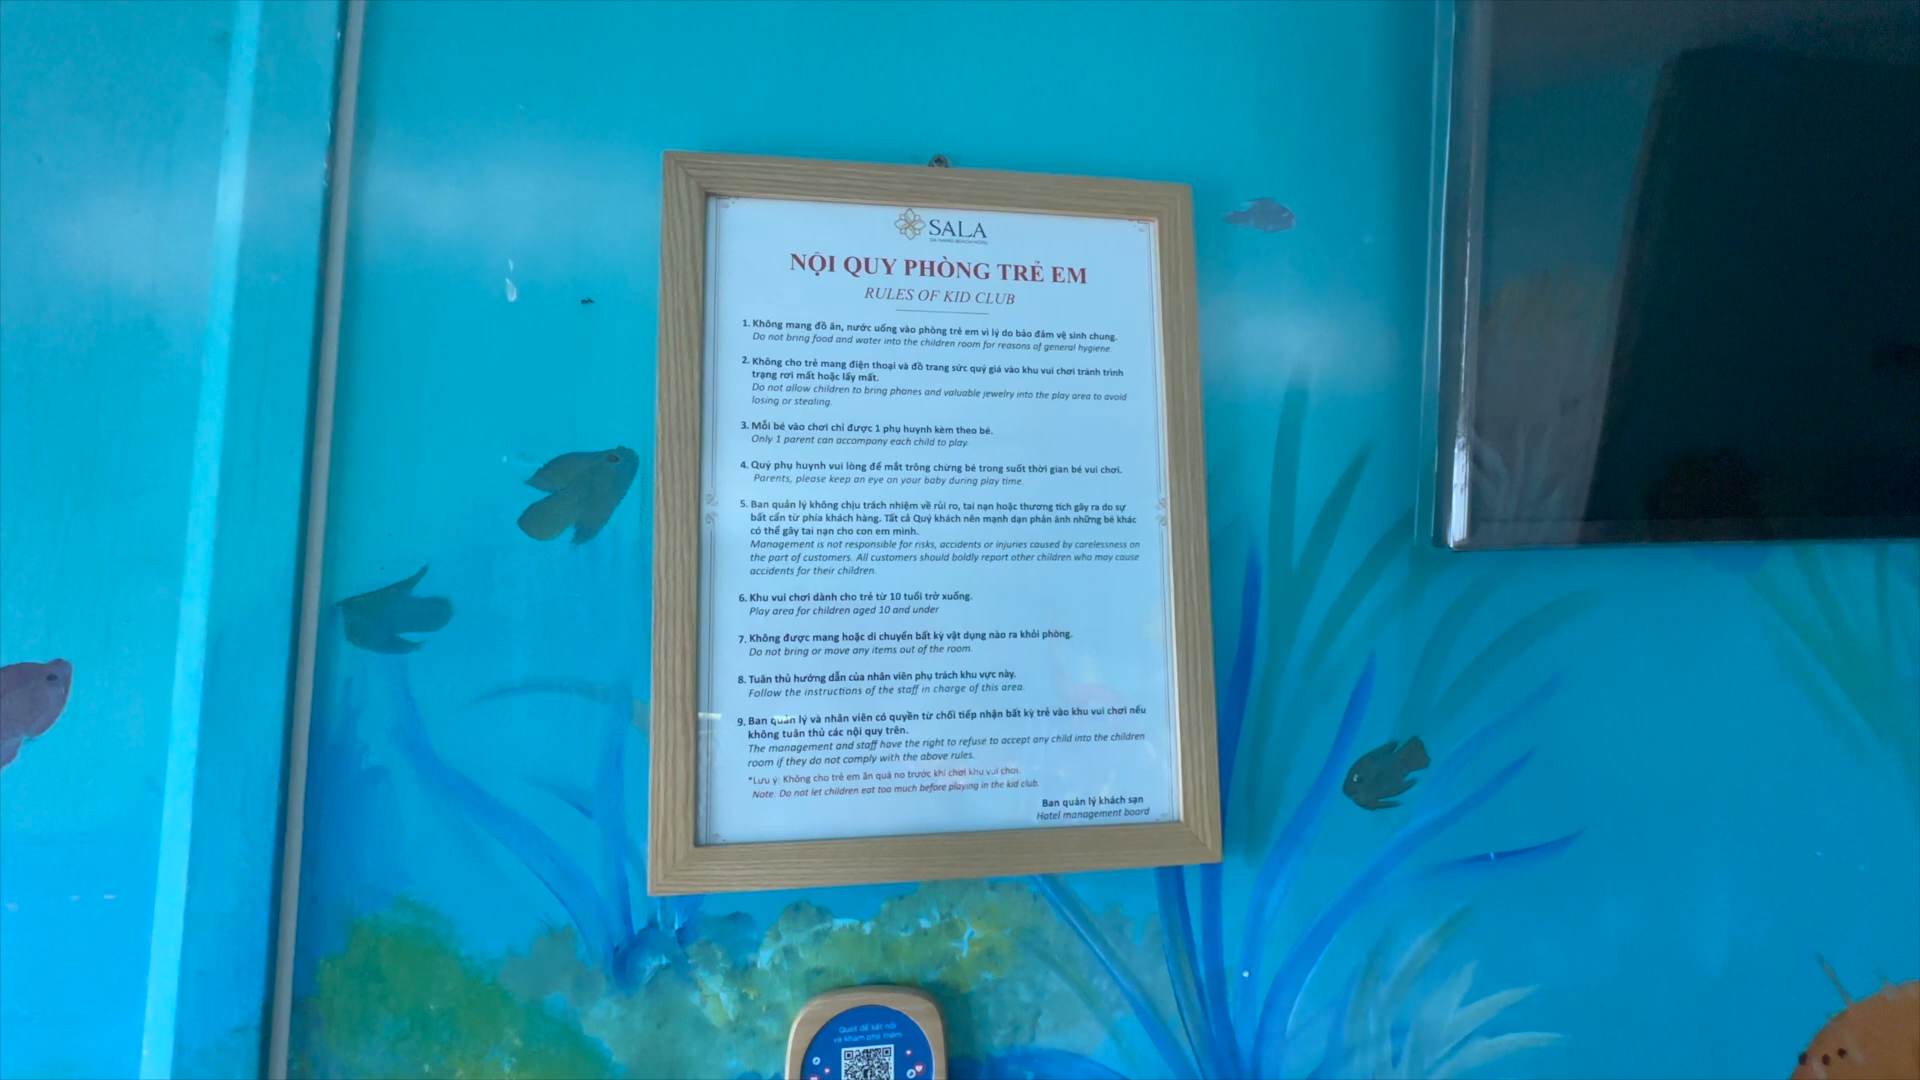 SALA
DA NANG BEACH HOTEL
NỘI QUY PHÒNG TRẺ EM
RULES OF KID CLUB
1. Không mang đồ ăn, nước uống vào phòng trẻ em vì lý do bảo đảm vệ sinh chung.
Do not bring food and water into the children room for reasons of general hygiene.
2. Không cho trẻ mang điện thoại và đồ trang sức quý giá vào khu vui chơi tránh trình
trạng rơi mất hoặc lấy mất.
Do not allow children to bring phones and valuable jewelry into the play area to avoid
losing or stealing.
3. Mỗi bé vào chơi chỉ được 1 phụ huynh kèm theo bé.
Only 1 parent can accompany each child to play.
4. Quý phụ huynh vui lòng để mắt trông chừng bé trong suốt thời gian bé vui chơi.
Parents, please keep an eye on your baby during play time.
5. Ban quản lý không chịu trách nhiệm về rủi ro, tai nạn hoặc thương tích gây ra do sự
bất cẩn từ phía khách hàng. Tất cả Quý khách nên mạnh dạn phản ánh những bé khác
có thể gây tai nạn cho con em mình.
Management is not responsible for risks, accidents or injuries caused by carelessness on
the part of customers. All customers should boldly report other children who may cause
accidents for their children.
6. Khu vui chơi dành cho trẻ từ 10 tuổi trở xuống.
Play area for children aged 10 and under
7. Không được mang hoặc di chuyển bất kỳ vật dụng nào ra khỏi phòng.
Do not bring or move any items out of the room.
8. Tuân thủ hướng dẫn của nhân viên phụ trách khu vực này.
Follow the instructions of the staff in charge of this area.
9. Ban quản lý và nhân viên có quyền từ chối tiếp nhận bất kỳ trẻ vào khu vui chơi nếu
không tuân thủ các nội quy trên.
The management and staff have the right to refuse to accept any child into the children
room if they do not comply with the above rules.
*Lưu ý: Không cho trẻ em ăn quá no trước khi chơi khu vui chơi.
Note: Do not let children eat too much before playing in the kid club.
Ban quản lý khách sạn
Hotel management board
Quét để kết nối
và khám phá thêm